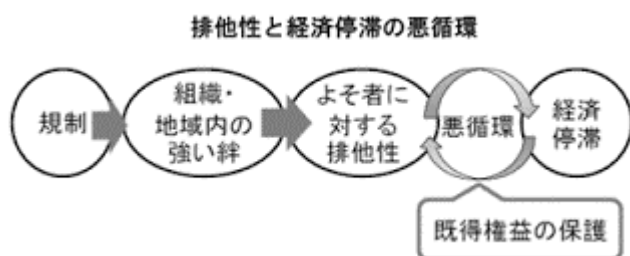 排他性と経済停滞の悪循環
規制
組織・
地域内の
強い絆
よそ者に
対する
排他性
悪循環
経済
停滞
既得権益の保護